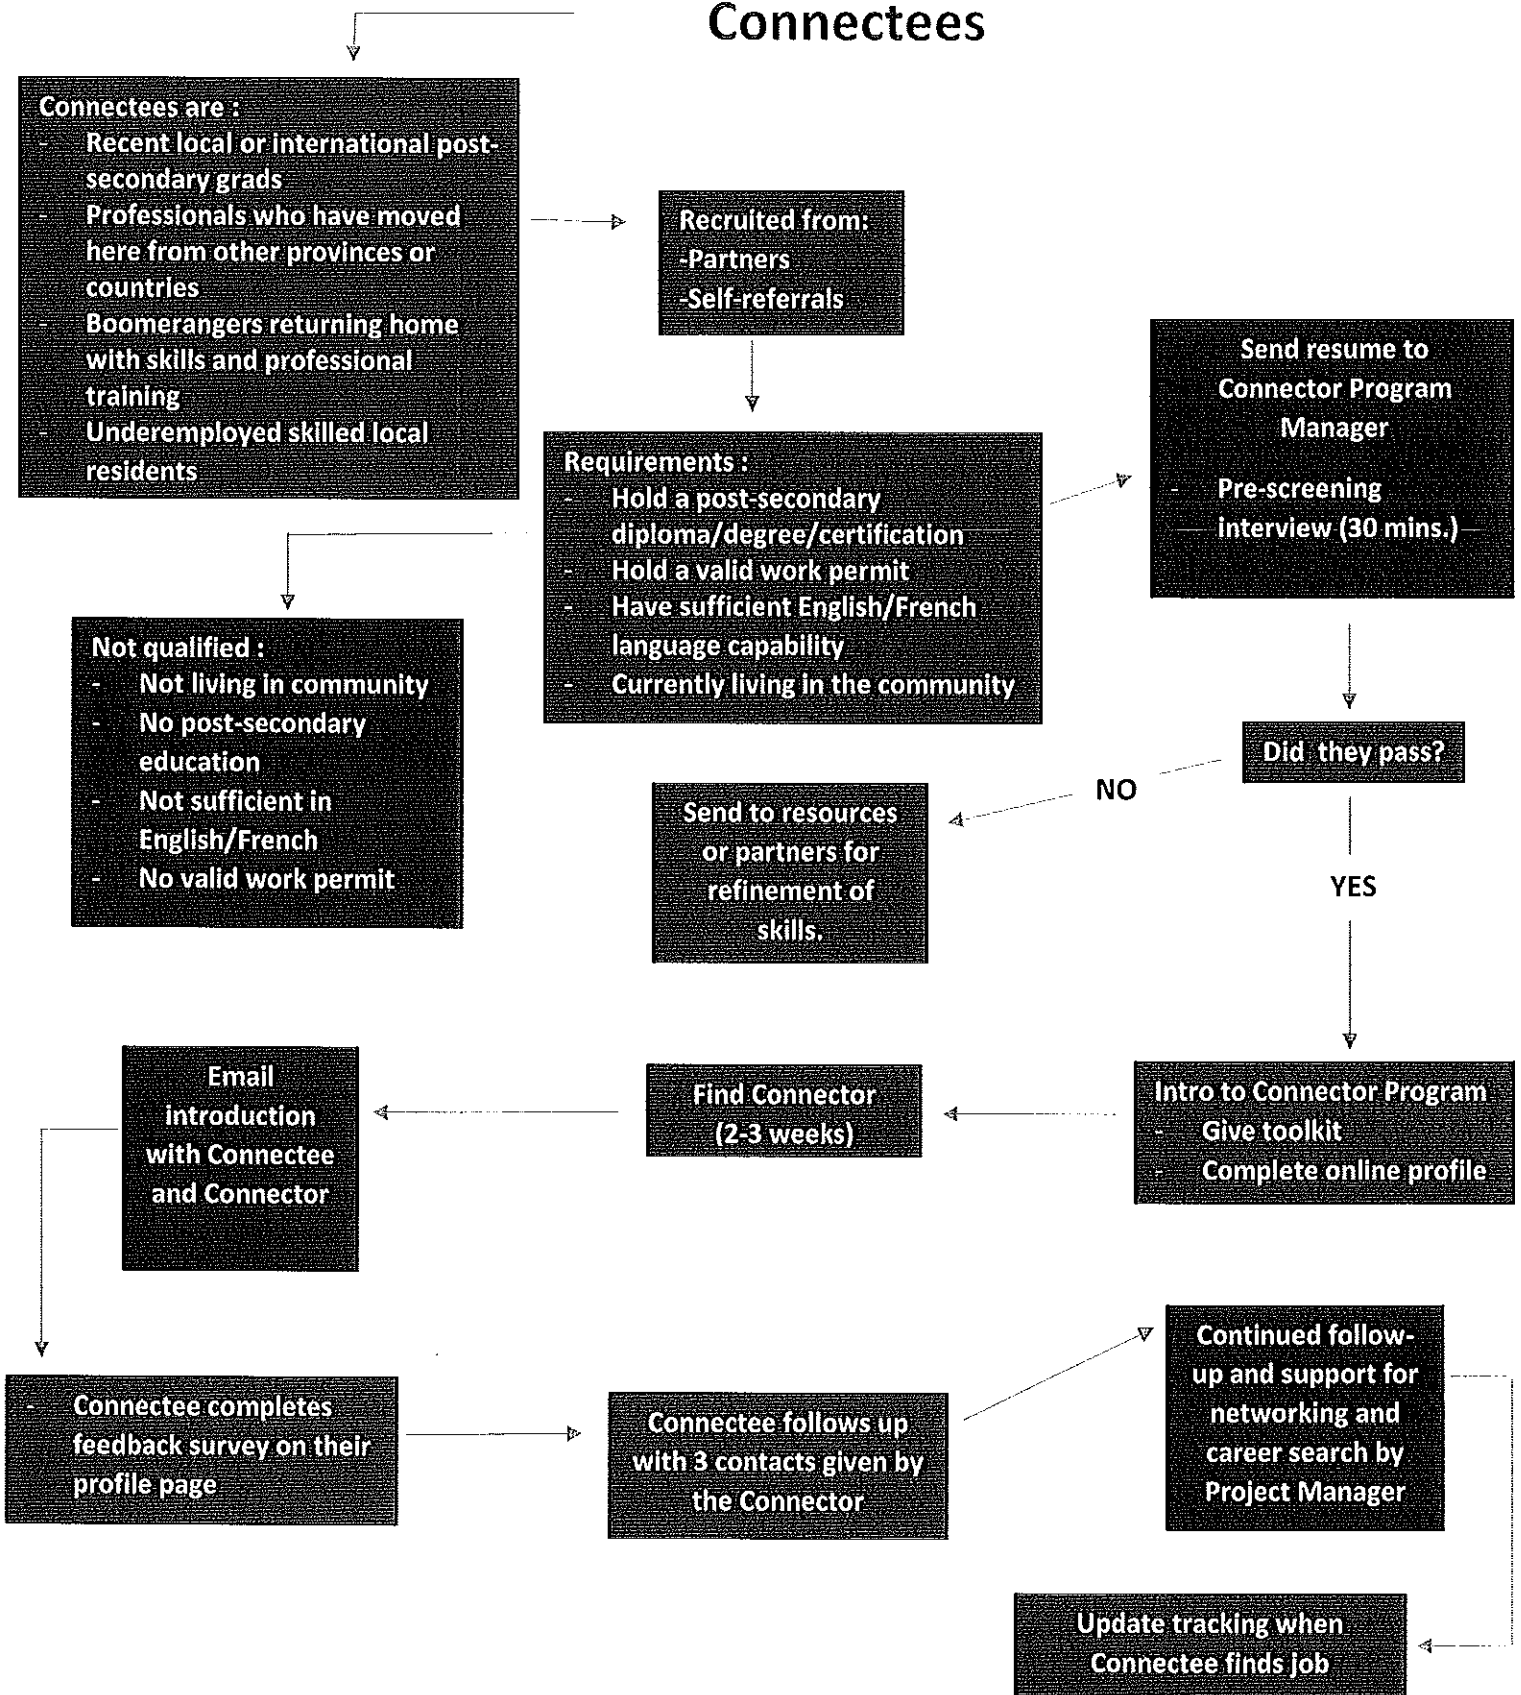 Connectees
Connectees are :
- Recent local or international post-
secondary grads
- Professionals who have moved
here from other provinces or
countries
- Boomerangers returning home
with skills and professional
training
- Underemployed skilled local
residents
Recruited from:
-Partners
-Self-referrals
Requirements :
- Hold a post-secondary
diploma/degree/certification
- Hold a valid work permit
- Have sufficient English/French
language capability
- Currently living in the community
Send resume to
Connector Program
Manager
- Pre-screening
interview (30 mins.)
Not qualified :
- Not living in community
- No post-secondary
education
- Not sufficient in
English/French
- No valid work permit
Did they pass?
NO
Send to resources
or partners for
refinement of
skills.
YES
Intro to Connector Program
- Give toolkit
- Complete online profile
Find Connector
(2-3 weeks)
Email
introduction
with Connectee
and Connector
- Connectee completes
feedback survey on their
profile page
Connectee follows up
with 3 contacts given by
the Connector
Continued follow-
up and support for
networking and
career search by
Project Manager
Update tracking when
Connectee finds job